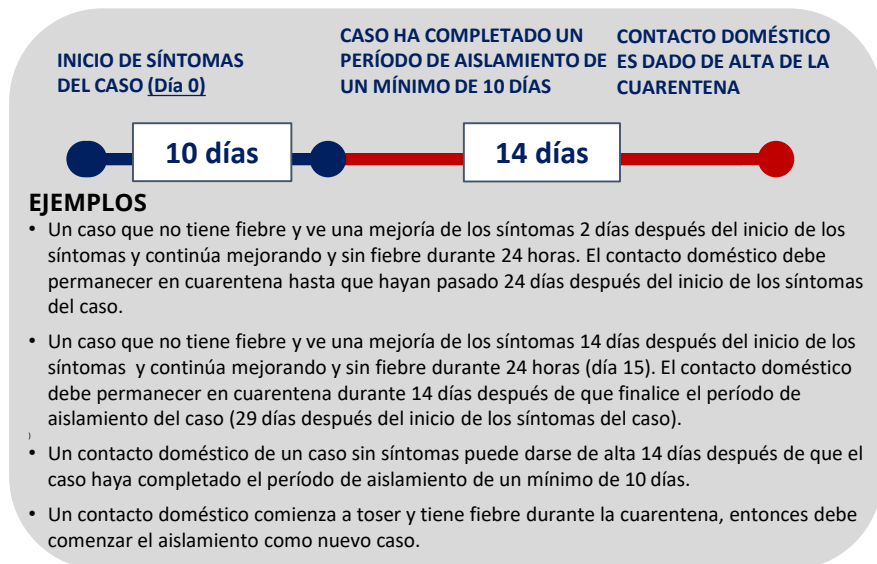 INICIO DE SÍNTOMAS
DEL CASO (Día 0)
CASO HA COMPLETADO UN
PERÍODO DE AISLAMIENTO DE
UN MÍNIMO DE 10 DÍAS
CONTACTO DOMÉSTICO
ES DADO DE ALTA DE LA
CUARENTENA
10 días
14 días
EJEMPLOS
• Un caso que no tiene fiebre y ve una mejoría de los síntomas 2 días después del inicio de los
síntomas y continúa mejorando y sin fiebre durante 24 horas. El contacto doméstico debe
permanecer en cuarentena hasta que hayan pasado 24 días después del inicio de los síntomas
del caso.
• Un caso que no tiene fiebre y ve una mejoría de los síntomas 14 días después del inicio de los
síntomas y continúa mejorando y sin fiebre durante 24 horas (día 15). El contacto doméstico
debe permanecer en cuarentena durante 14 días después de que finalice el período de
aislamiento del caso (29 días después del inicio de los síntomas del caso).
)
• Un contacto doméstico de un caso sin síntomas puede darse de alta 14 días después de que el
caso haya completado el período de aislamiento de un mínimo de 10 días.
• Un contacto doméstico comienza a toser y tiene fiebre durante la cuarentena, entonces debe
comenzar el aislamiento como nuevo caso.